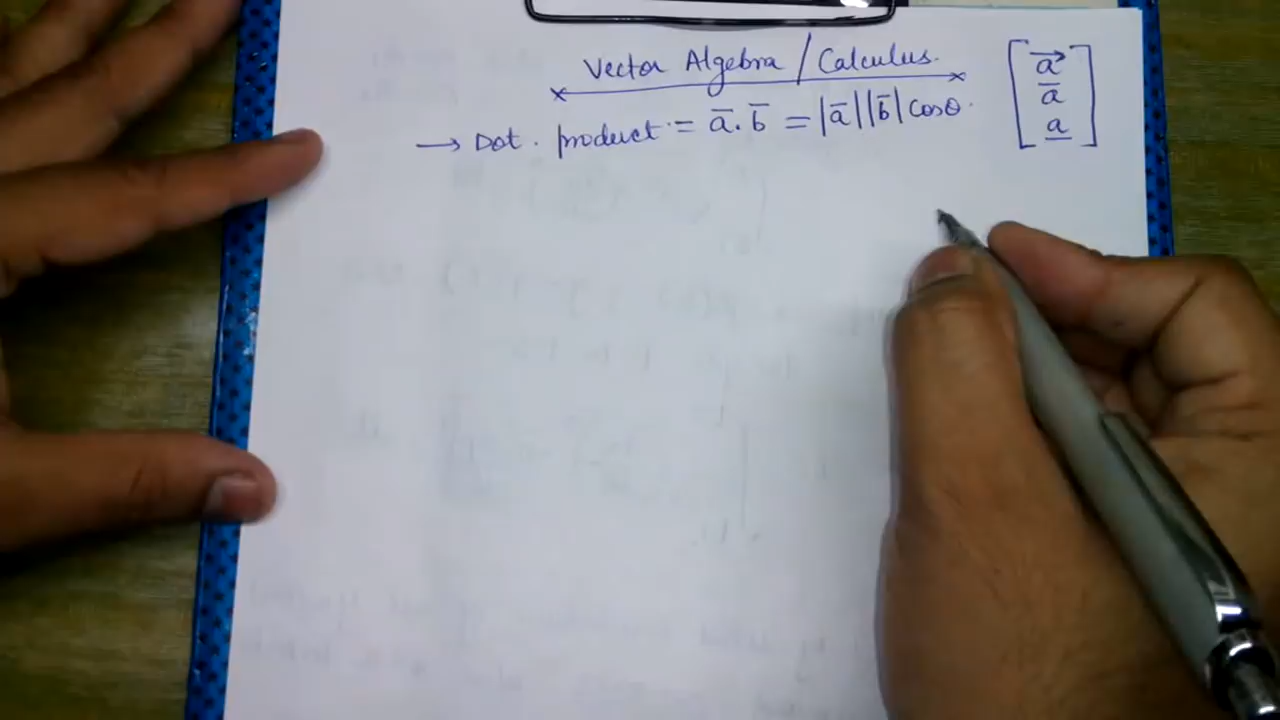 Vector Algebra / Calculus.
→ Dot. product := a̅.b̅ = |a̅||b̅| cosθ.
[a⃗
a̅
a̲]